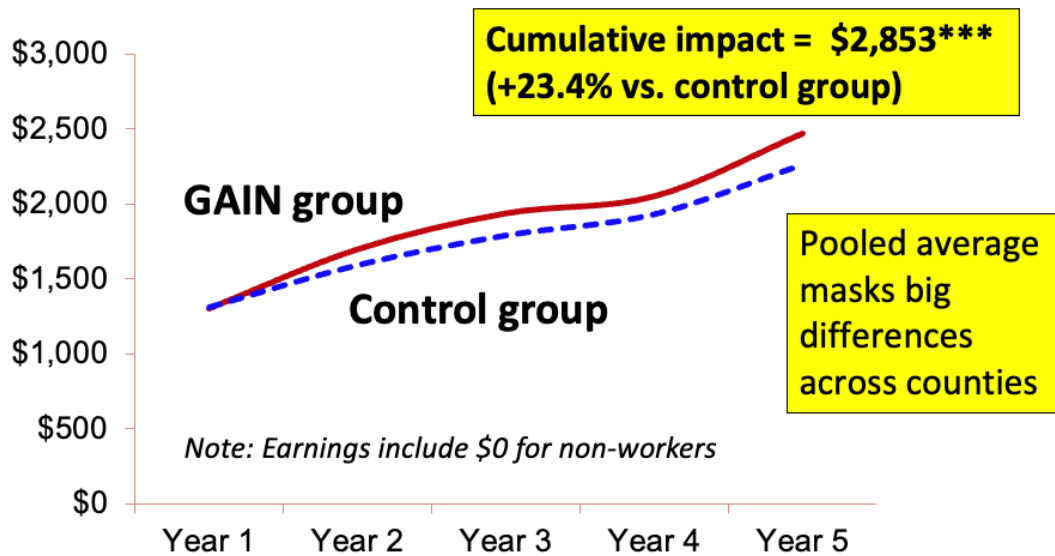 Cumulative impact =  $2,853***
(+23.4% vs. control group)
$3,000
$2,500
$2,000
$1,500
$1,000
$500
$0
GAIN group
Control group
Pooled average
masks big
differences
across counties
Note: Earnings include $0 for non-workers
Year 1
Year 2
Year 3
Year 4
Year 5